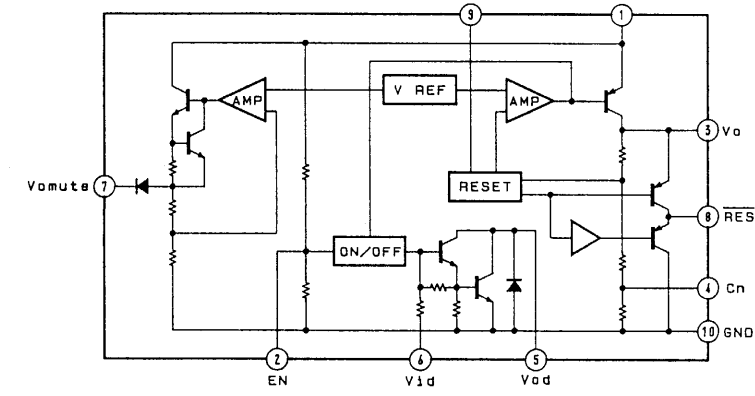 9 1
AMP V REF AMP
3 Vo
Vomute 7
RESET
8 RES
ON/OFF
4 Cn
10 GND
2 6 5
EN Vid Vod